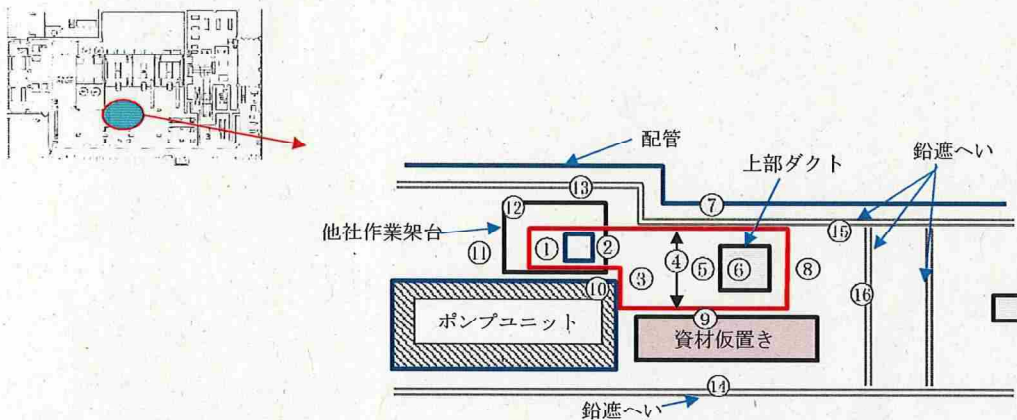 配管
上部ダクト
鉛遮へい
⑬
⑦
⑫
⑮
他社作業架台
⑪
①
②
④
⑤
⑥
⑧
③
⑩
⑯
ポンプユニット
⑨
資材仮置き
⑭
鉛遮へい